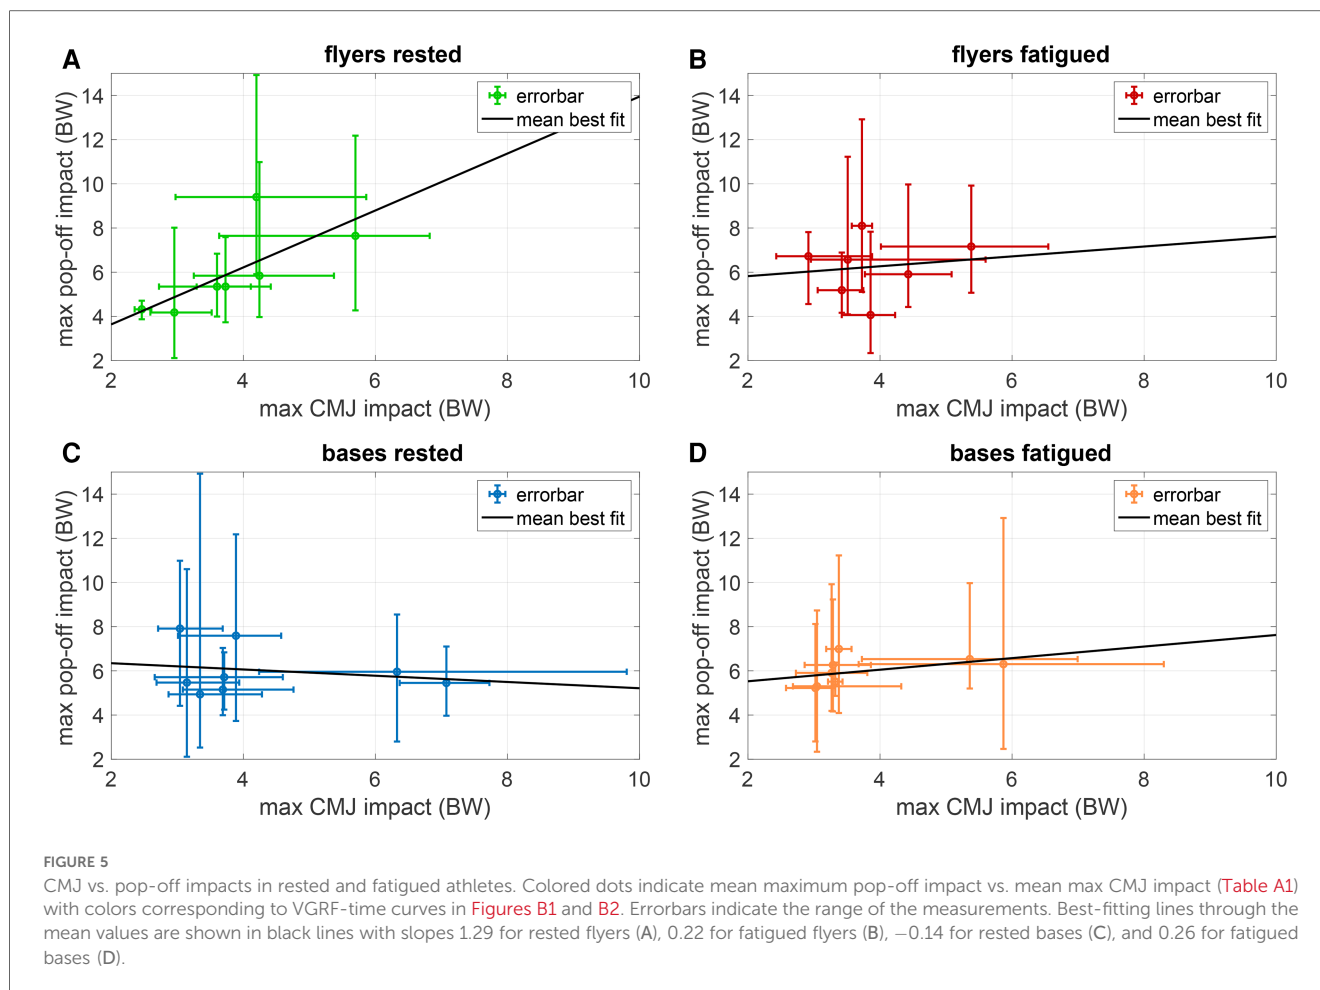 A
flyers rested
max pop-off impact (BW)
14
12
10
8
6
4
2
2 4 6 8 10
max CMJ impact (BW)
errorbar
mean best fit
B
flyers fatigued
max pop-off impact (BW)
14
12
10
8
6
4
2
2 4 6 8 10
max CMJ impact (BW)
errorbar
mean best fit
C
bases rested
max pop-off impact (BW)
14
12
10
8
6
4
2
2 4 6 8 10
max CMJ impact (BW)
errorbar
mean best fit
D
bases fatigued
max pop-off impact (BW)
14
12
10
8
6
4
2
2 4 6 8 10
max CMJ impact (BW)
errorbar
mean best fit
FIGURE 5
CMJ vs. pop-off impacts in rested and fatigued athletes. Colored dots indicate mean maximum pop-off impact vs. mean max CMJ impact (Table A1)
with colors corresponding to VGRF-time curves in Figures B1 and B2. Errorbars indicate the range of the measurements. Best-fitting lines through the
mean values are shown in black lines with slopes 1.29 for rested flyers (A), 0.22 for fatigued flyers (B), −0.14 for rested bases (C), and 0.26 for fatigued
bases (D).